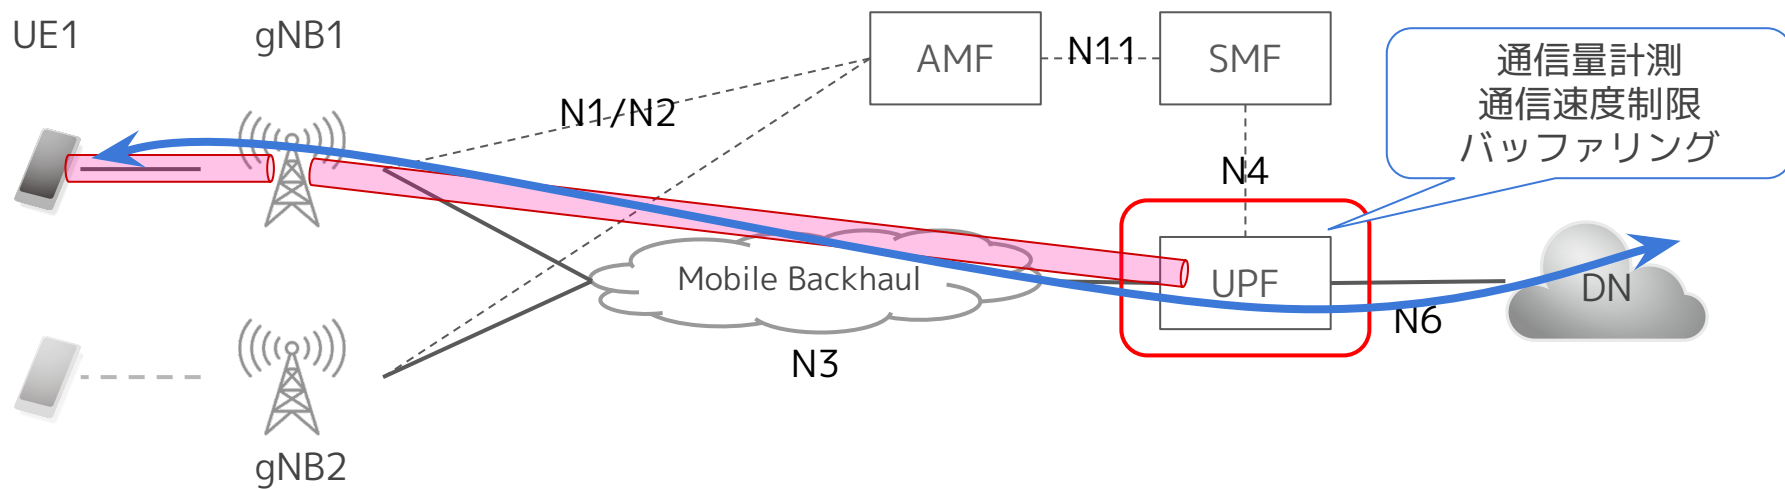 UE1
gNB1
AMF
N11
SMF
通信量計測
通信速度制限
バッファリング
N1/N2
N4
Mobile Backhaul
UPF
DN
N6
N3
gNB2